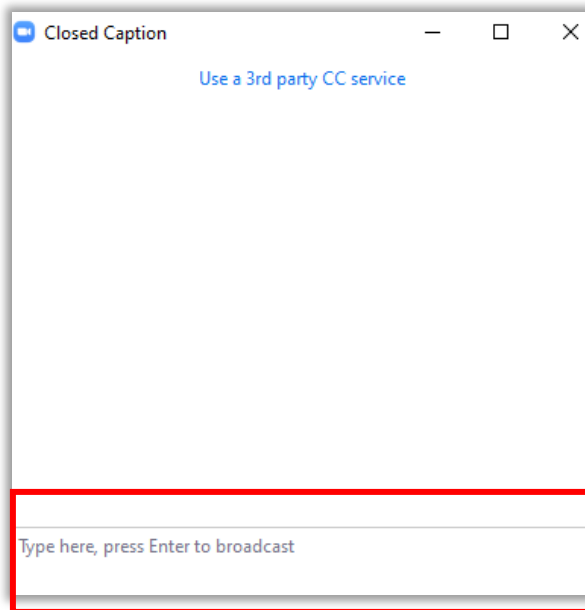 Closed Caption
Use a 3rd party CC service
Type here, press Enter to broadcast